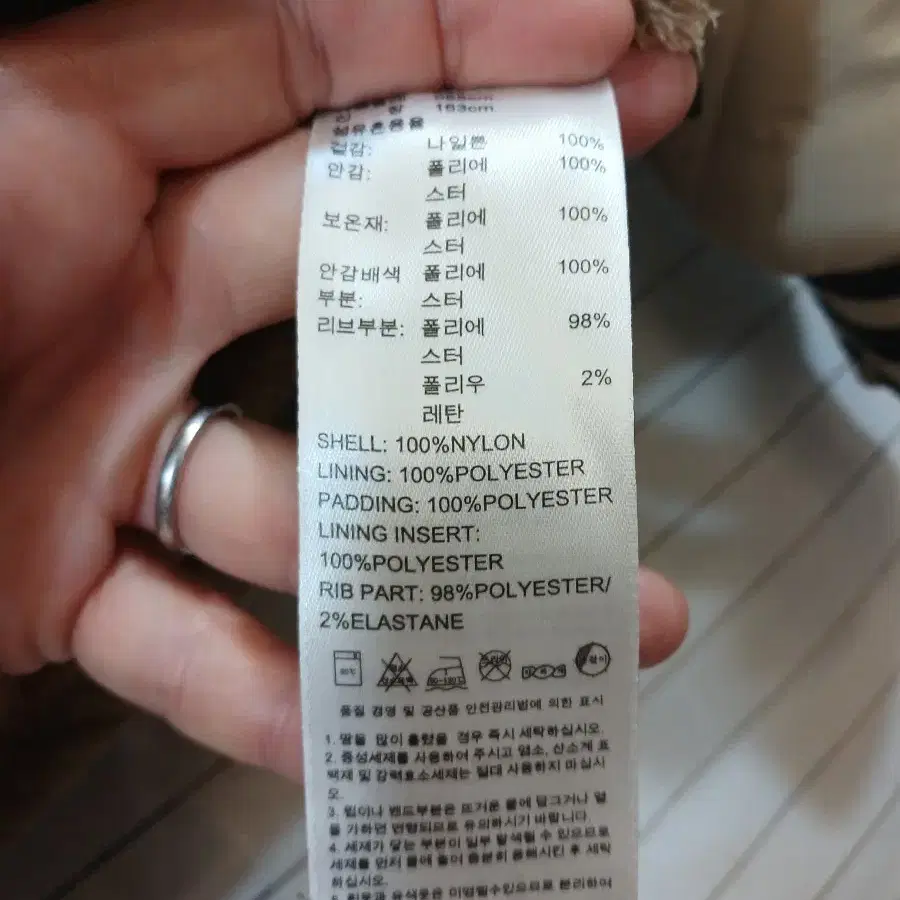 163cm
섬유혼용율
겉감: 나일론 100%
안감: 폴리에 100%
스터
보온재: 폴리에 100%
스터
안감배색 폴리에 100%
부분: 스터
리브부분: 폴리에 98%
스터
폴리우 2%
레탄
SHELL: 100%NYLON
LINING: 100%POLYESTER
PADDING: 100%POLYESTER
LINING INSERT:
100%POLYESTER
RIB PART: 98%POLYESTER/
2%ELASTANE
품질 경영 및 공산품 안전관리법에 의한 표시
1. 땀을 많이 흘렸을 경우 즉시 세탁하십시오.
2. 중성세제를 사용하여 주시고 염소, 산소계 표
백제 및 강력효소세제는 절대 사용하지 마십시
오.
3. 립이나 밴드부분은 뜨거운 물에 담그거나 열
을 가하면 변형되므로 유의하시기 바랍니다.
4. 세제가 닿는 부분이 일부 탈색될 수 있으므로
세제를 먼저 물에 풀어 충분히 용해시킨 후 세탁
하십시오.